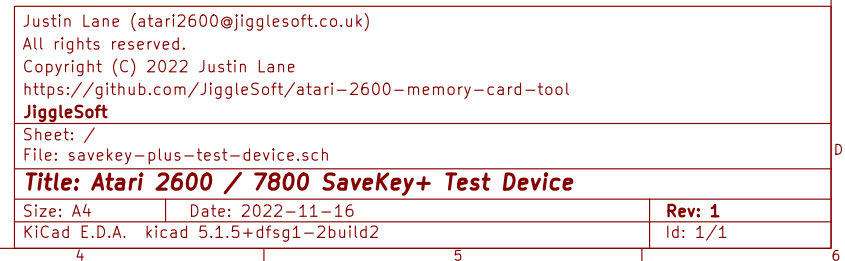 Justin Lane (atari2600@jigglesoft.co.uk)
All rights reserved.
Copyright (C) 2022 Justin Lane
https://github.com/JiggleSoft/atari-2600-memory-card-tool
JiggleSoft
Sheet: /
File: savekey-plus-test-device.sch
D
Title: Atari 2600 / 7800 SaveKey+ Test Device
Size: A4 Date: 2022-11-16 Rev: 1
KiCad E.D.A. kicad 5.1.5+dfsg1-2build2 Id: 1/1
4 5 6